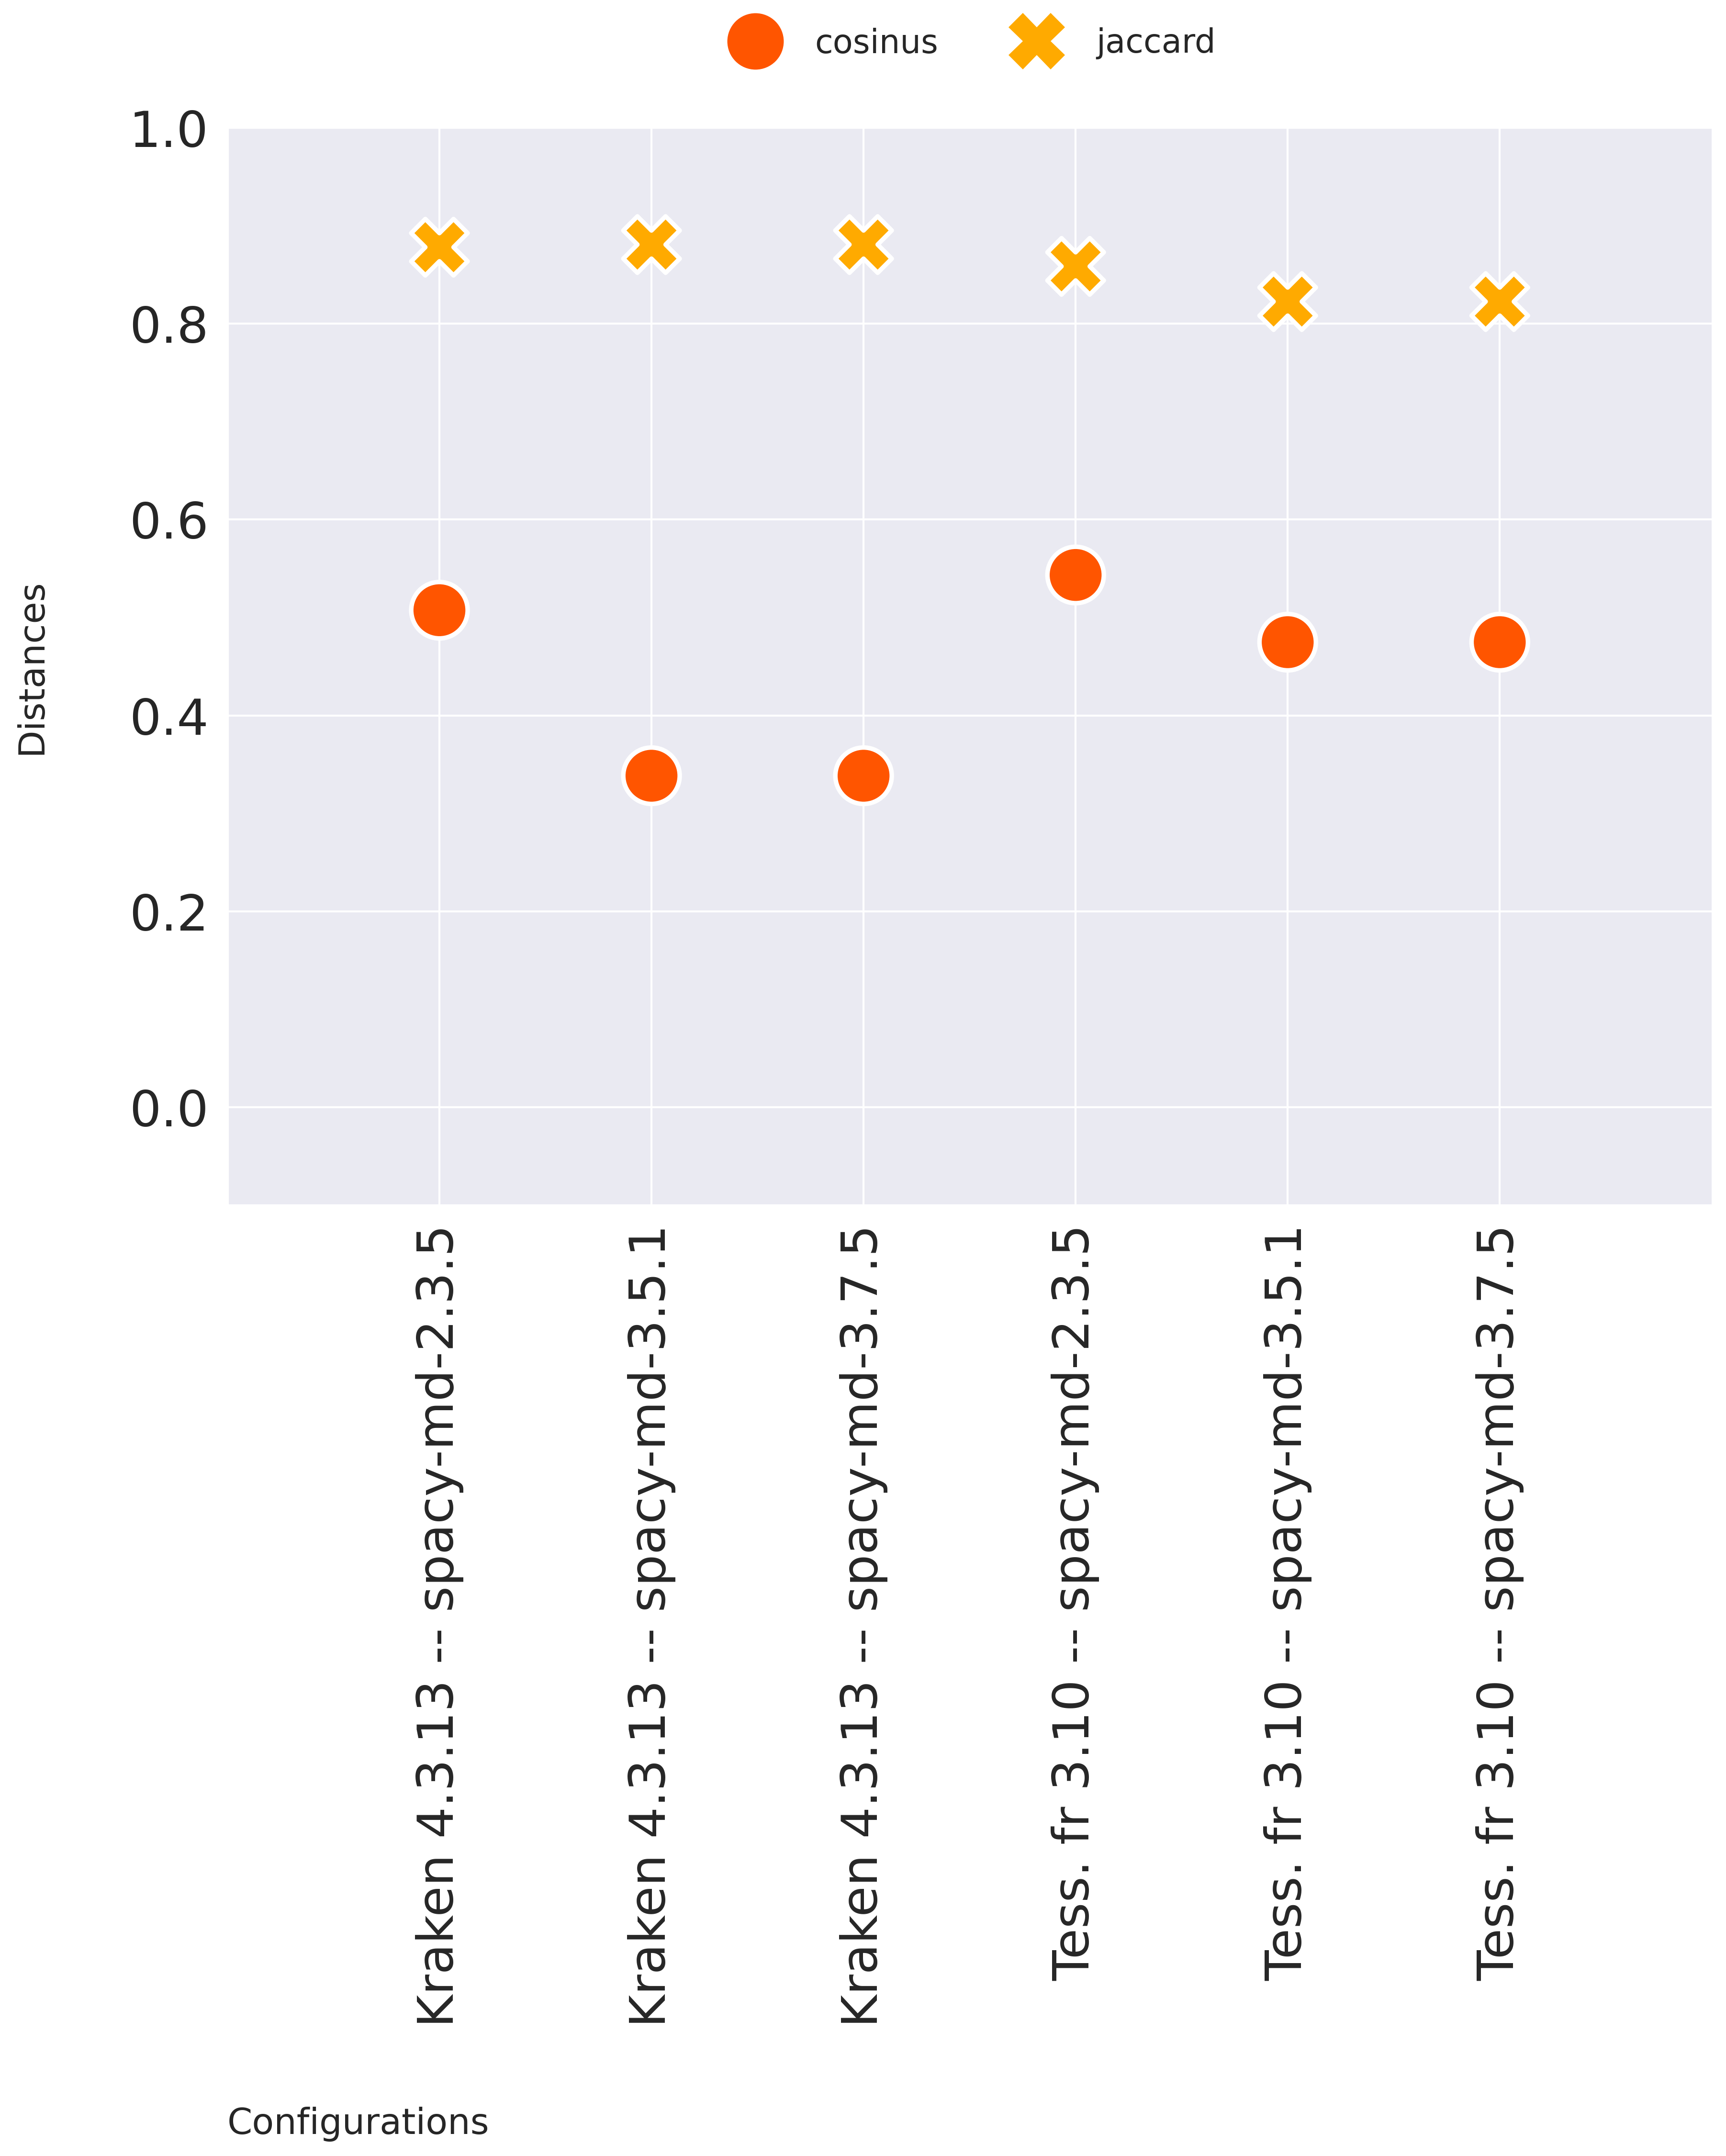 cosinus jaccard
1.0
0.8
0.6
0.4
0.2
0.0
Distances
Kraken 4.3.13 -- spacy-md-2.3.5
Kraken 4.3.13 -- spacy-md-3.5.1
Kraken 4.3.13 -- spacy-md-3.7.5
Tess. fr 3.10 -- spacy-md-2.3.5
Tess. fr 3.10 -- spacy-md-3.5.1
Tess. fr 3.10 -- spacy-md-3.7.5
Configurations